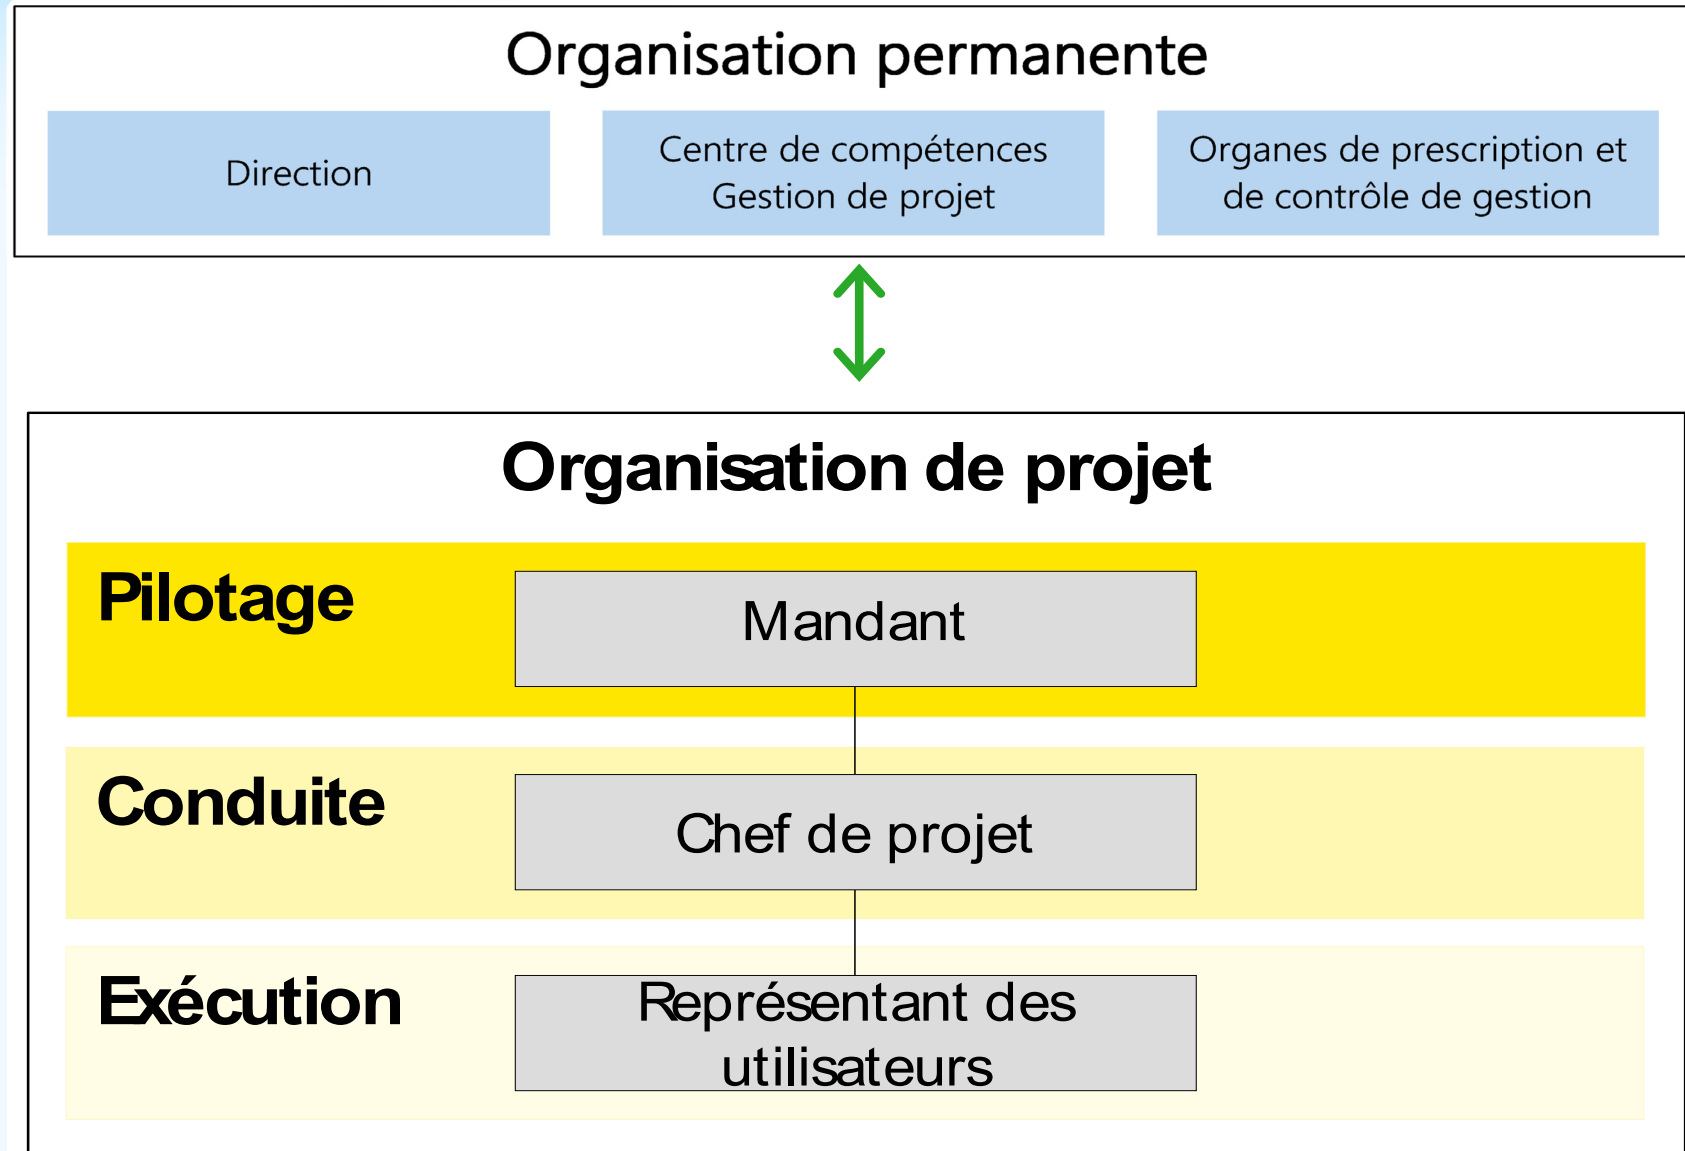 Organisation permanente
Direction
Centre de compétences
Gestion de projet
Organes de prescription et
de contrôle de gestion
Organisation de projet
Pilotage
Mandant
Conduite
Chef de projet
Exécution
Représentant des
utilisateurs